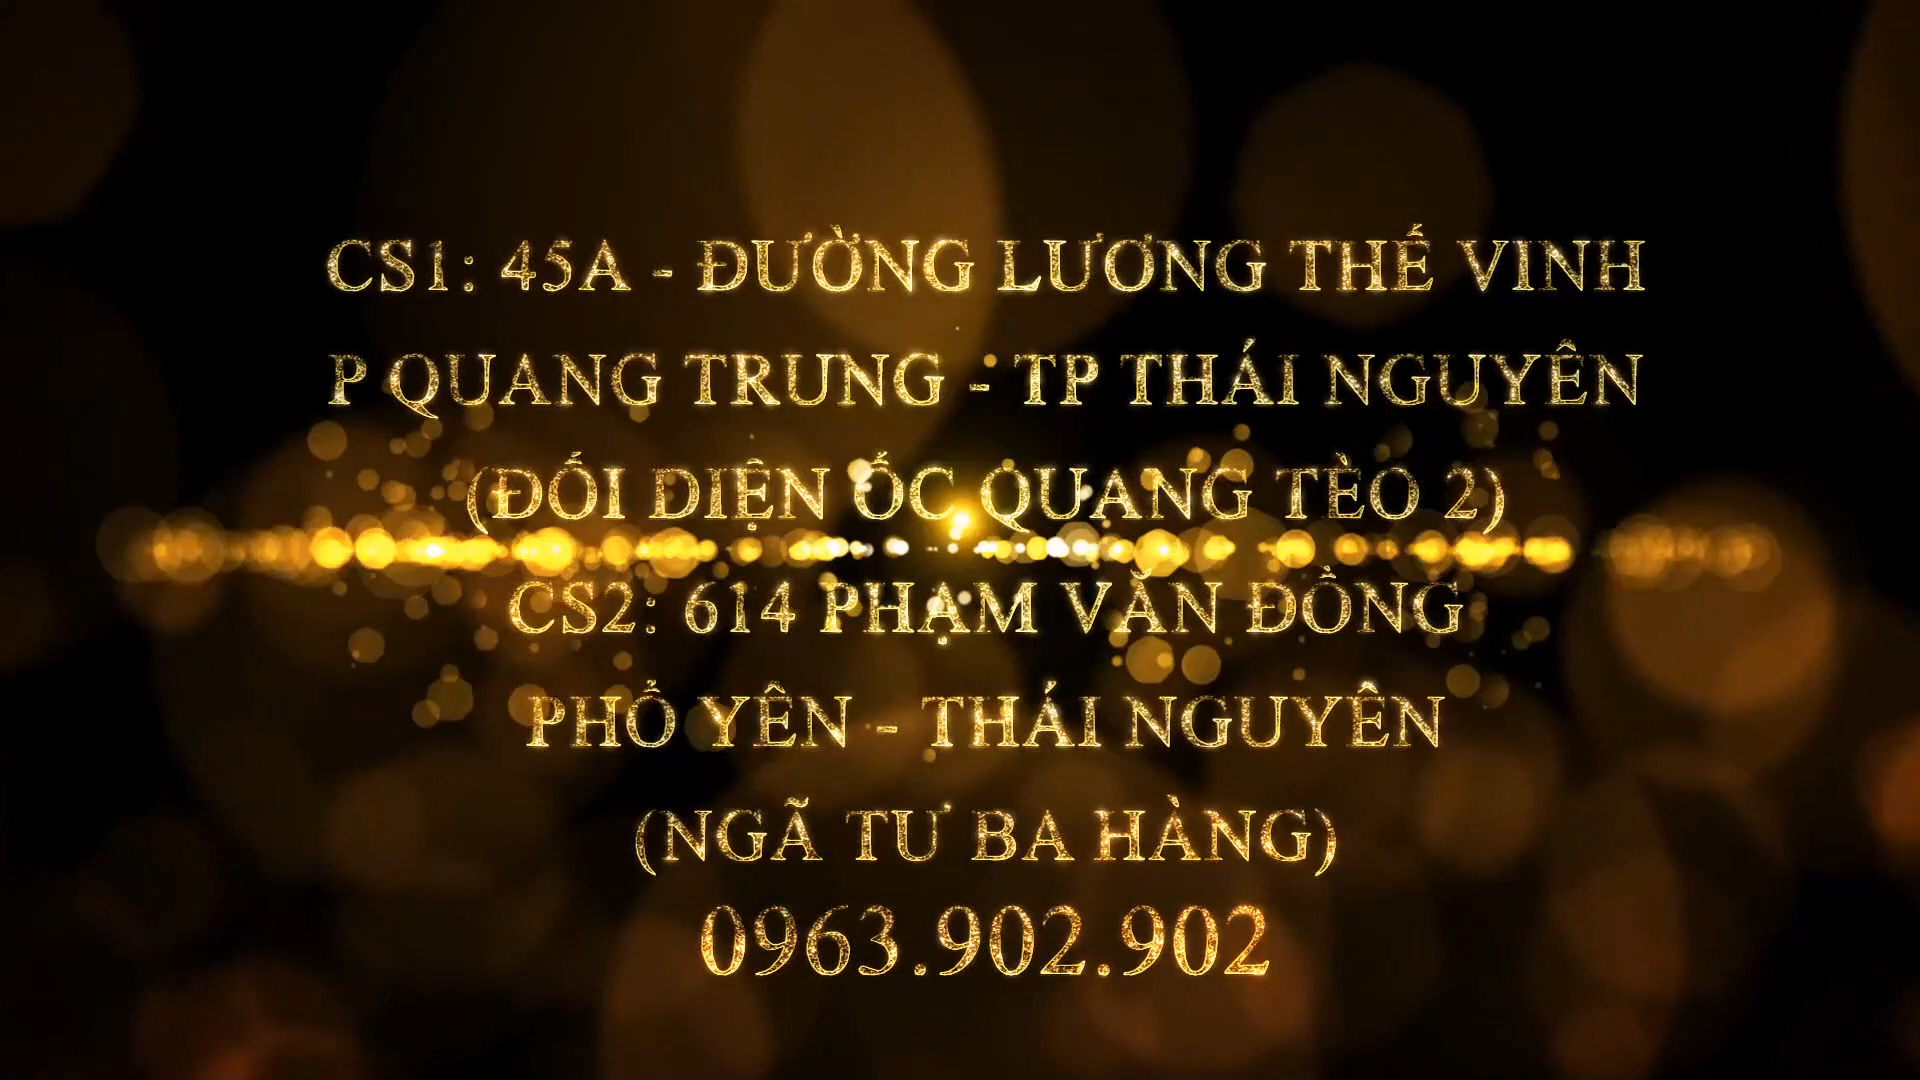 CS1: 45A - ĐƯỜNG LƯƠNG THẾ VINH
P QUANG TRUNG - TP THÁI NGUYÊN
(ĐỐI DIỆN ỐC QUANG TÈO 2)
CS2: 614 PHẠM VĂN ĐỒNG
PHỔ YÊN - THÁI NGUYÊN
(NGÃ TƯ BA HÀNG)
0963.902.902